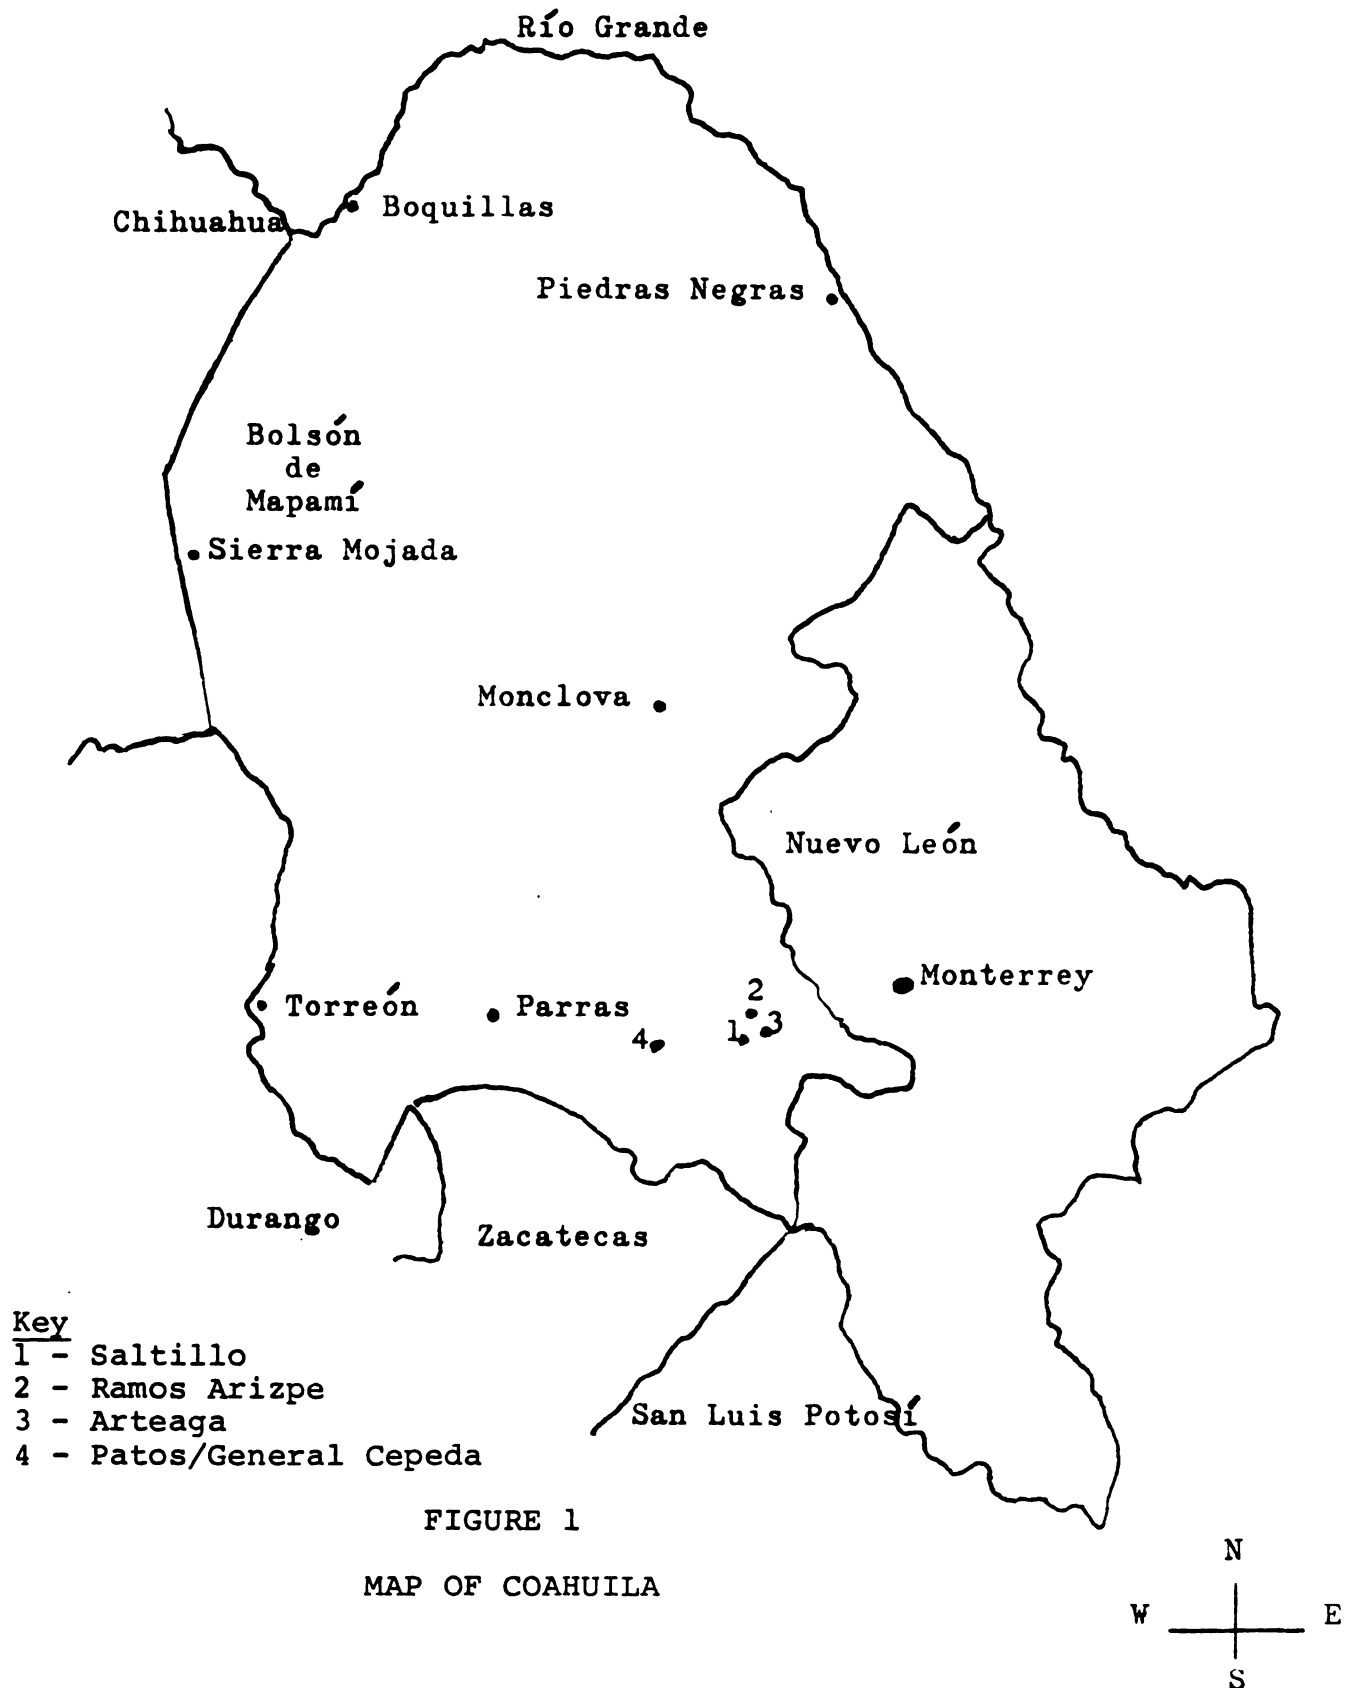 Río Grande
Chihuahua
Boquillas
Piedras Negras
Bolsón
de
Mapamí
Sierra Mojada
Monclova
Nuevo León
Monterrey
2
Torreón
Parras
3
1
4
Durango
Zacatecas
San Luis Potosí
Key
1 - Saltillo
2 - Ramos Arizpe
3 - Arteaga
4 - Patos/General Cepeda
FIGURE 1
MAP OF COAHUILA
N
W E
S